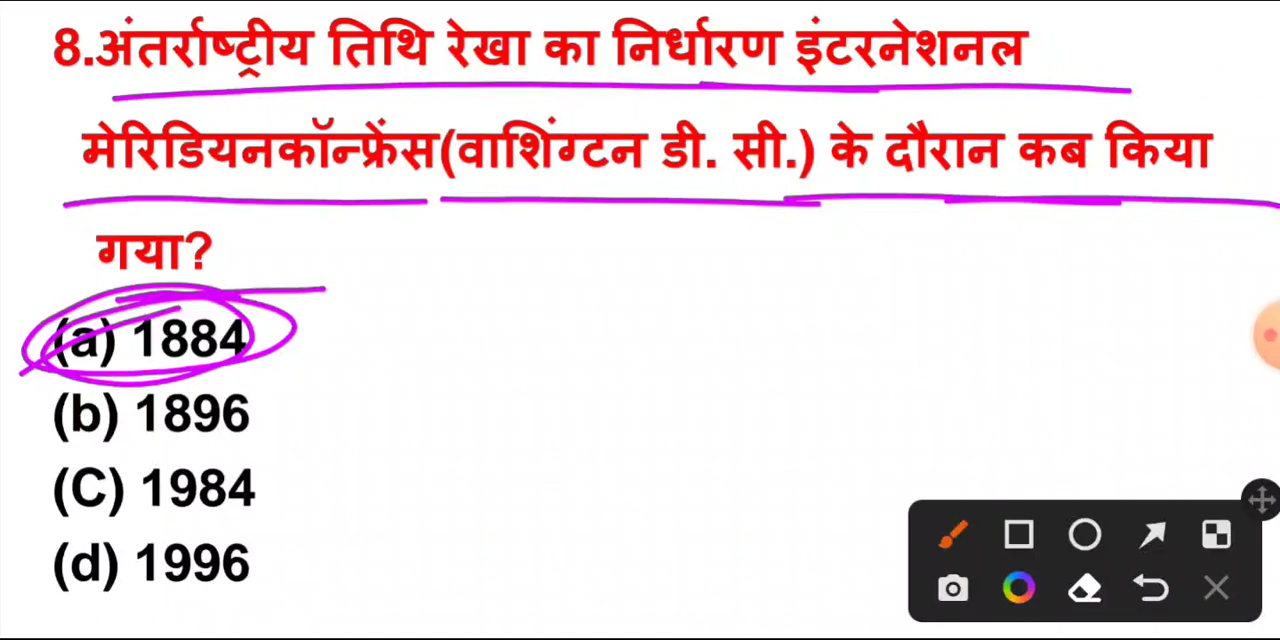 8.अंतर्राष्ट्रीय तिथि रेखा का निर्धारण इंटरनेशनल
मेरिडियनकॉन्फ्रेंस(वाशिंग्टन डी. सी.) के दौरान कब किया
गया?
(a) 1884
(b) 1896
(C) 1984
(d) 1996